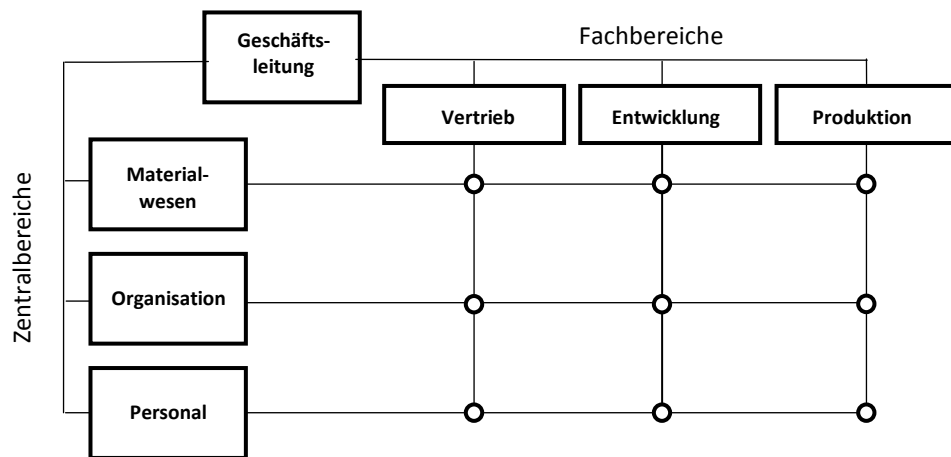 Geschäfts-
leitung
Fachbereiche
Vertrieb
Entwicklung
Produktion
Zentralbereiche
Material-
wesen
Organisation
Personal